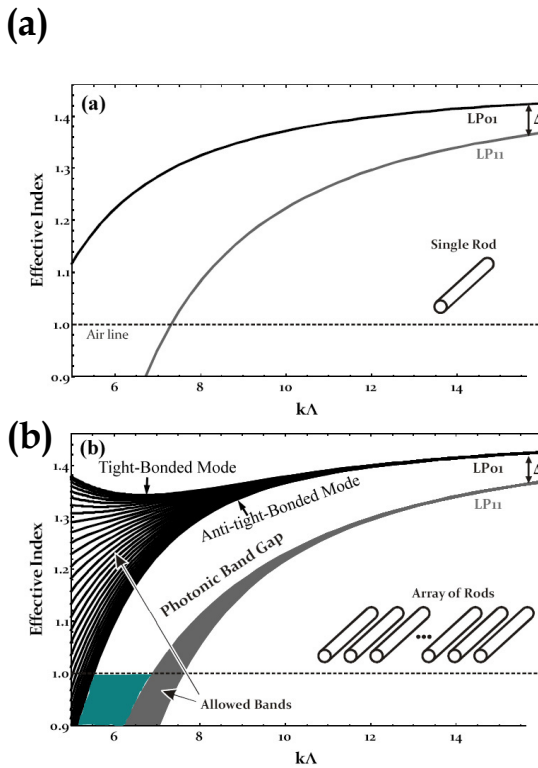 (a)
(a)
1.4
1.3
1.2
1.1
1.0
0.9
Effective Index
LP01
Δ
LP11
Single Rod
Air line
6
8
10
12
14
kΛ
(b)
(b)
1.4
1.3
1.2
1.1
1.0
0.9
Effective Index
Tight-Bonded Mode
Anti-tight-Bonded Mode
Photonic Band Gap
LP01
Δ
LP11
Array of Rods
Allowed Bands
6
8
10
12
14
kΛ